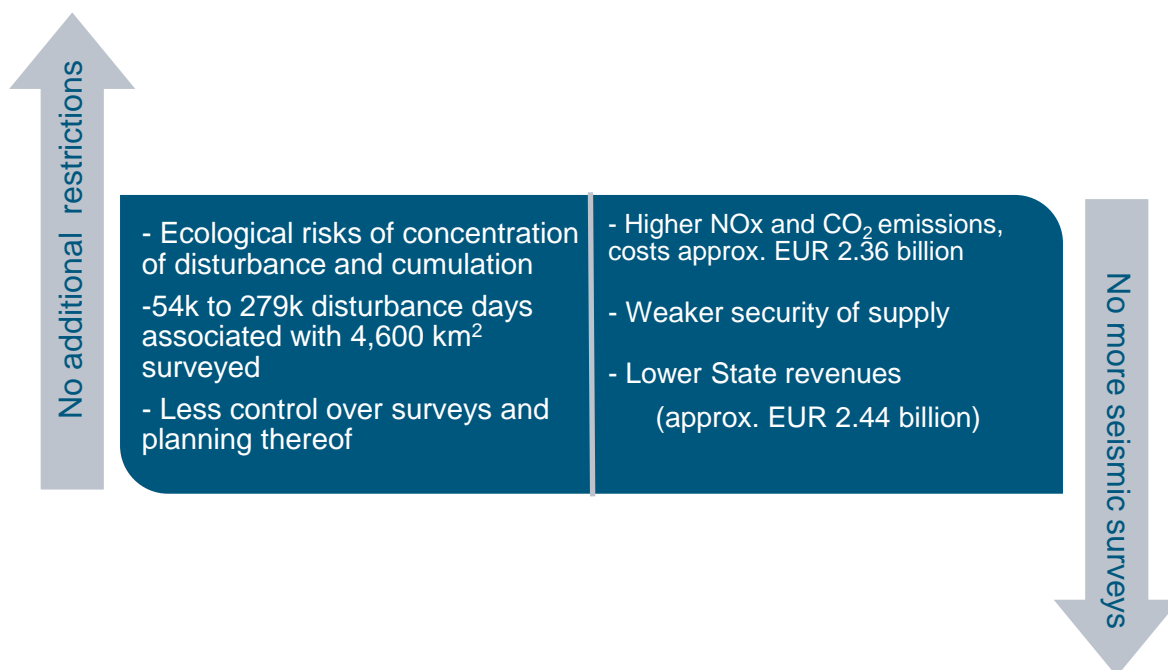 No additional restrictions
- Ecological risks of concentration
of disturbance and cumulation
-54k to 279k disturbance days
associated with 4,600 km²
surveyed
- Less control over surveys and
planning thereof
- Higher NOx and CO₂ emissions,
costs approx. EUR 2.36 billion
- Weaker security of supply
- Lower State revenues
(approx. EUR 2.44 billion)
No more seismic surveys